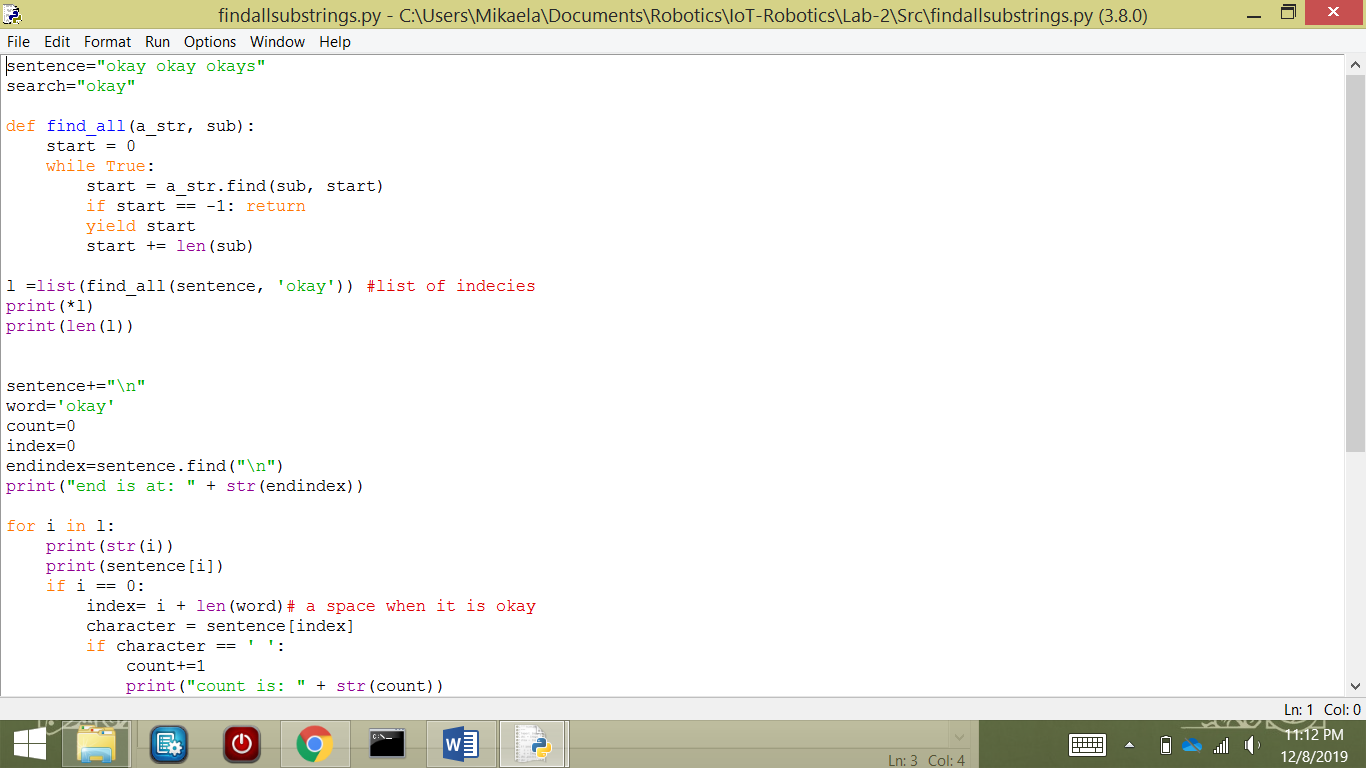 findallsubstrings.py - C:\Users\Mikaela\Documents\Robotics\IoT-Robotics\Lab-2\Src\findallsubstrings.py (3.8.0)
File Edit Format Run Options Window Help
sentence="okay okay okays"
search="okay"
def find_all(a_str, sub):
    start = 0
    while True:
        start = a_str.find(sub, start)
        if start == -1: return
        yield start
        start += len(sub)
l =list(find_all(sentence, 'okay')) #list of indecies
print(*l)
print(len(l))
sentence+="\n"
word='okay'
count=0
index=0
endindex=sentence.find("\n")
print("end is at: " + str(endindex))
for i in l:
    print(str(i))
    print(sentence[i])
    if i == 0:
        index= i + len(word)# a space when it is okay
        character = sentence[index]
        if character == ' ':
            count+=1
            print("count is: " + str(count))
Ln: 1 Col: 0
Ln: 3 Col: 4
11:12 PM
12/8/2019